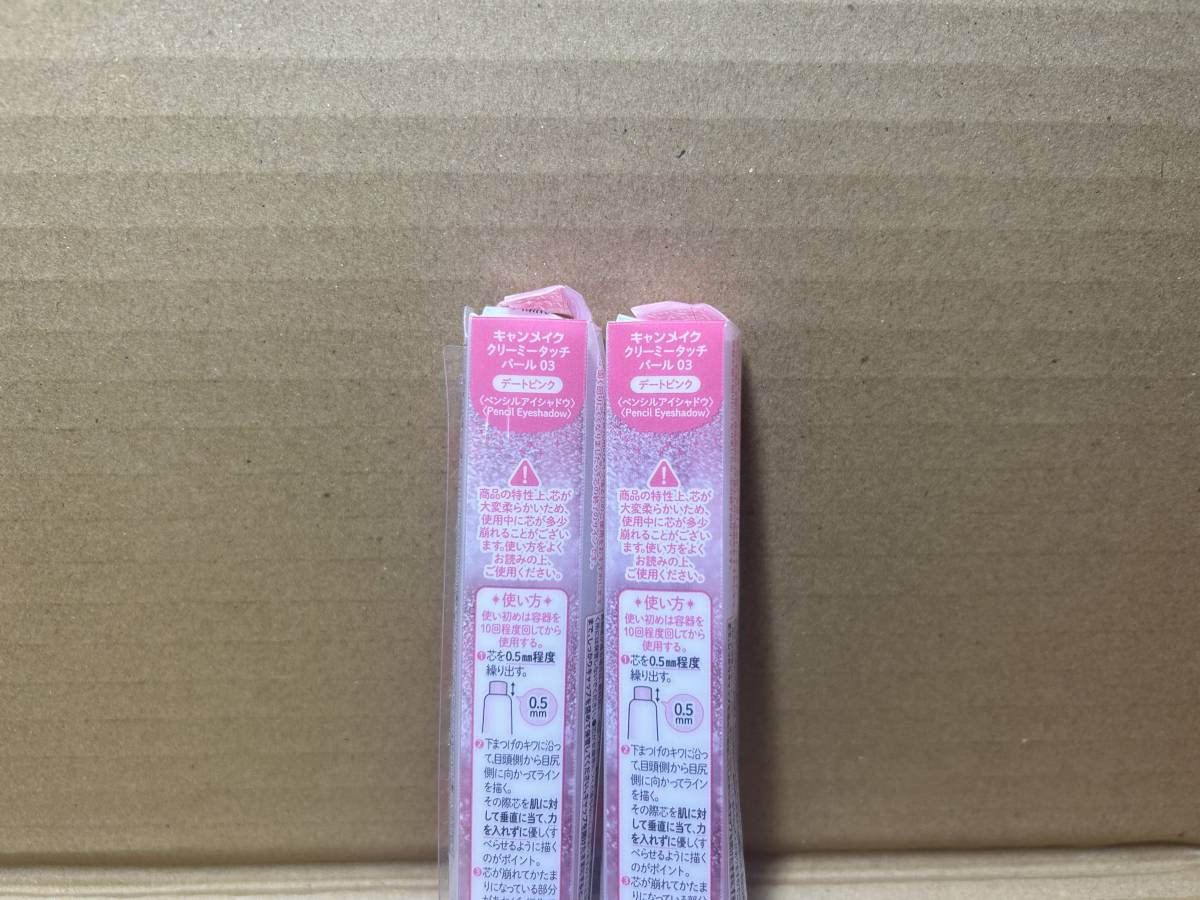 キャンメイク
クリーミータッチ
パール 03
デートピンク
〈ペンシルアイシャドウ〉
〈Pencil Eyeshadow〉
商品の特性上、芯が
大変柔らかいため、
使用中に芯が多少
崩れることがござい
ます。使い方をよく
お読みの上、
ご使用ください。
使い方
使い初めは容器を
10回程度回してから
使用する。
1 芯を0.5mm程度
繰り出す。
0.5
mm
2 下まつげのキワに沿っ
て、目頭側から目尻
側に向かってライン
を描く。
その際芯を肌に対
して垂直に当て、力
を入れずに優しくす
べらせるように描く
のがポイント。
3 芯が崩れてかたま
りになっている部分
キャンメイク
クリーミータッチ
パール 03
デートピンク
〈ペンシルアイシャドウ〉
〈Pencil Eyeshadow〉
商品の特性上、芯が
大変柔らかいため、
使用中に芯が多少
崩れることがござい
ます。使い方をよく
お読みの上、
ご使用ください。
使い方
使い初めは容器を
10回程度回してから
使用する。
1 芯を0.5mm程度
繰り出す。
0.5
mm
2 下まつげのキワに沿っ
て、目頭側から目尻
側に向かってライン
を描く。
その際芯を肌に対
して垂直に当て、力
を入れずに優しくす
べらせるように描く
のがポイント。
3 芯が崩れてかたま
りになっている部分